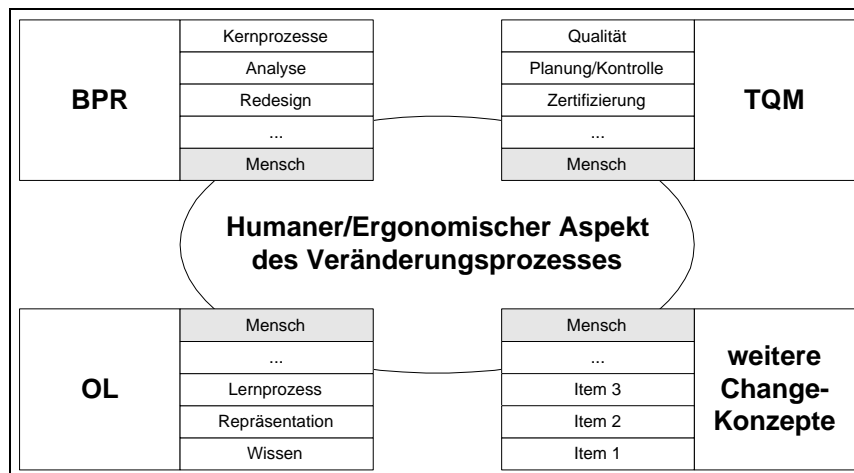 BPR
Kernprozesse
Analyse
Redesign
...
Mensch
Qualität
Planung/Kontrolle
Zertifizierung
...
Mensch
TQM
Humaner/Ergonomischer Aspekt
des Veränderungsprozesses
OL
Mensch
...
Lernprozess
Repräsentation
Wissen
Mensch
...
Item 3
Item 2
Item 1
weitere
Change-
Konzepte